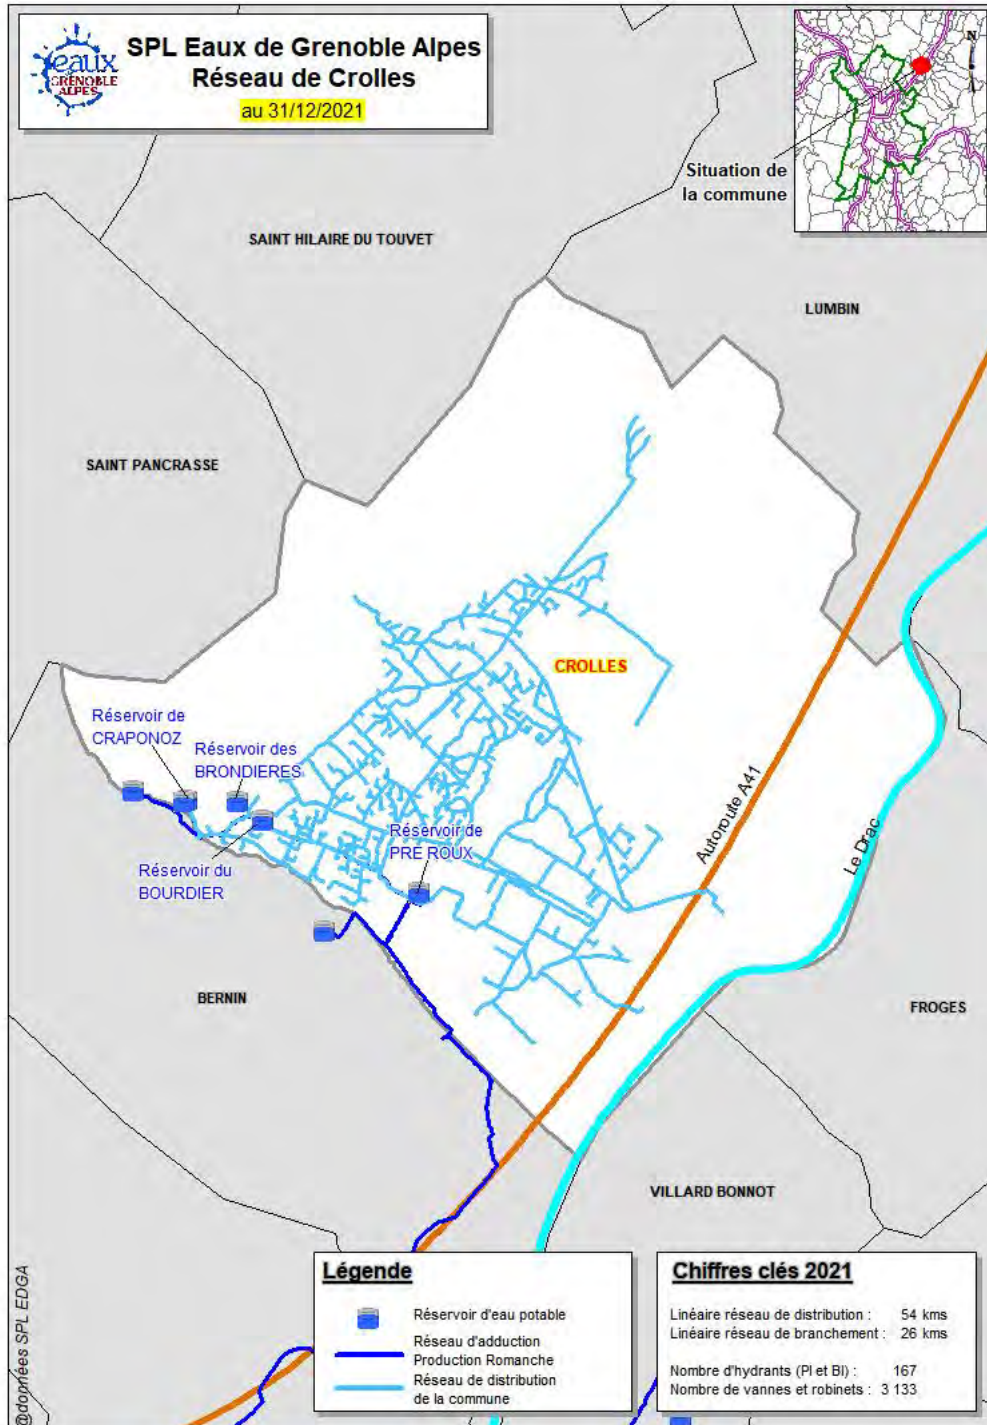 eaux
GRENOBLE
ALPES
SPL Eaux de Grenoble Alpes
Réseau de Crolles
au 31/12/2021
N
Situation de
la commune
SAINT HILAIRE DU TOUVET
LUMBIN
SAINT PANCRASSE
CROLLES
Réservoir de
CRAPONOZ
Réservoir des
BRONDIERES
Réservoir du
BOURDIER
Réservoir de
PRE ROUX
Autoroute A41
Le Drac
BERNIN
FROGES
VILLARD BONNOT
Légende
Réservoir d'eau potable
Réseau d'adduction
Production Romanche
Réseau de distribution
de la commune
Chiffres clés 2021
Linéaire réseau de distribution : 54 kms
Linéaire réseau de branchement : 26 kms
Nombre d'hydrants (PI et BI) : 167
Nombre de vannes et robinets : 3 133
@données SPL EDGA